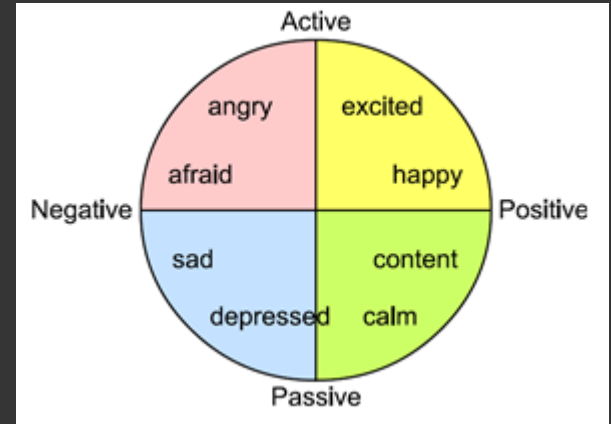 Active
angry excited
afraid happy
Negative Positive
sad content
depressed calm
Passive